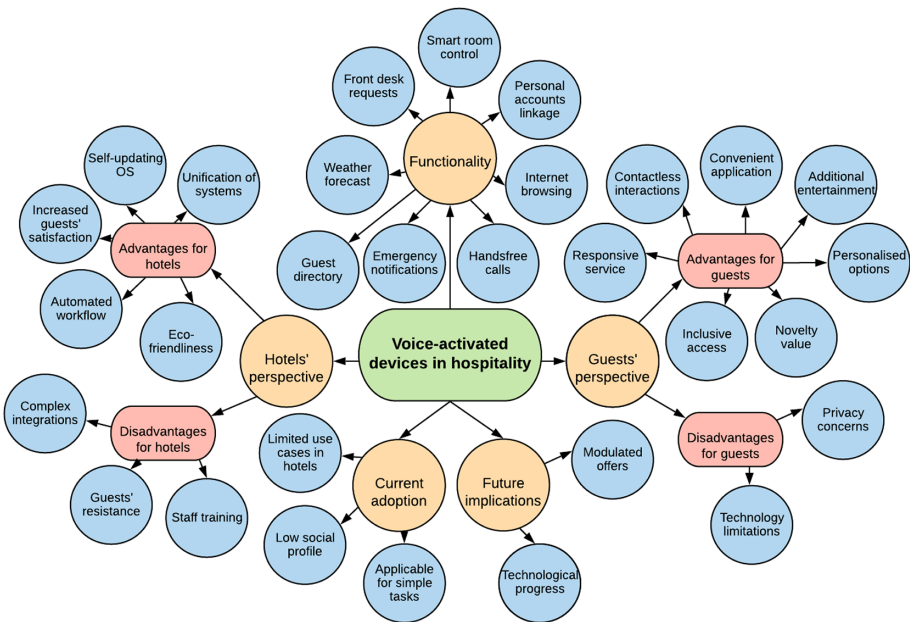 Smart room
control
Front desk
requests
Personal
accounts
linkage
Functionality
Weather
forecast
Internet
browsing
Guest
directory
Emergency
notifications
Handsfree
calls
Self-updating
OS
Unification of
systems
Increased
guests'
satisfaction
Advantages for
hotels
Automated
workflow
Eco-
friendliness
Contactless
interactions
Convenient
application
Additional
entertainment
Responsive
service
Advantages for
guests
Personalised
options
Inclusive
access
Novelty
value
Voice-activated
devices in hospitality
Hotels'
perspective
Guests'
perspective
Complex
integrations
Disadvantages
for hotels
Guests'
resistance
Staff training
Limited use
cases in
hotels
Current
adoption
Low social
profile
Applicable
for simple
tasks
Future
implications
Modulated
offers
Technological
progress
Disadvantages
for guests
Privacy
concerns
Technology
limitations